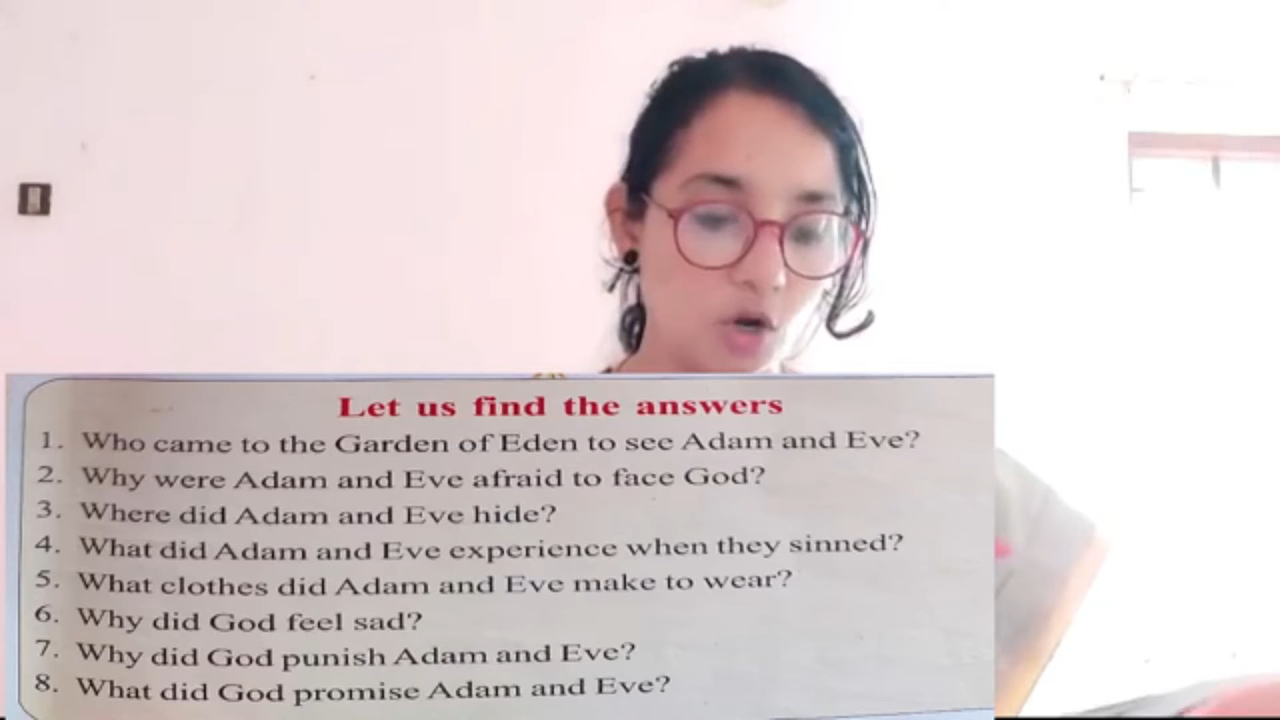 Let us find the answers
1. Who came to the Garden of Eden to see Adam and Eve?
2. Why were Adam and Eve afraid to face God?
3. Where did Adam and Eve hide?
4. What did Adam and Eve experience when they sinned?
5. What clothes did Adam and Eve make to wear?
6. Why did God feel sad?
7. Why did God punish Adam and Eve?
8. What did God promise Adam and Eve?